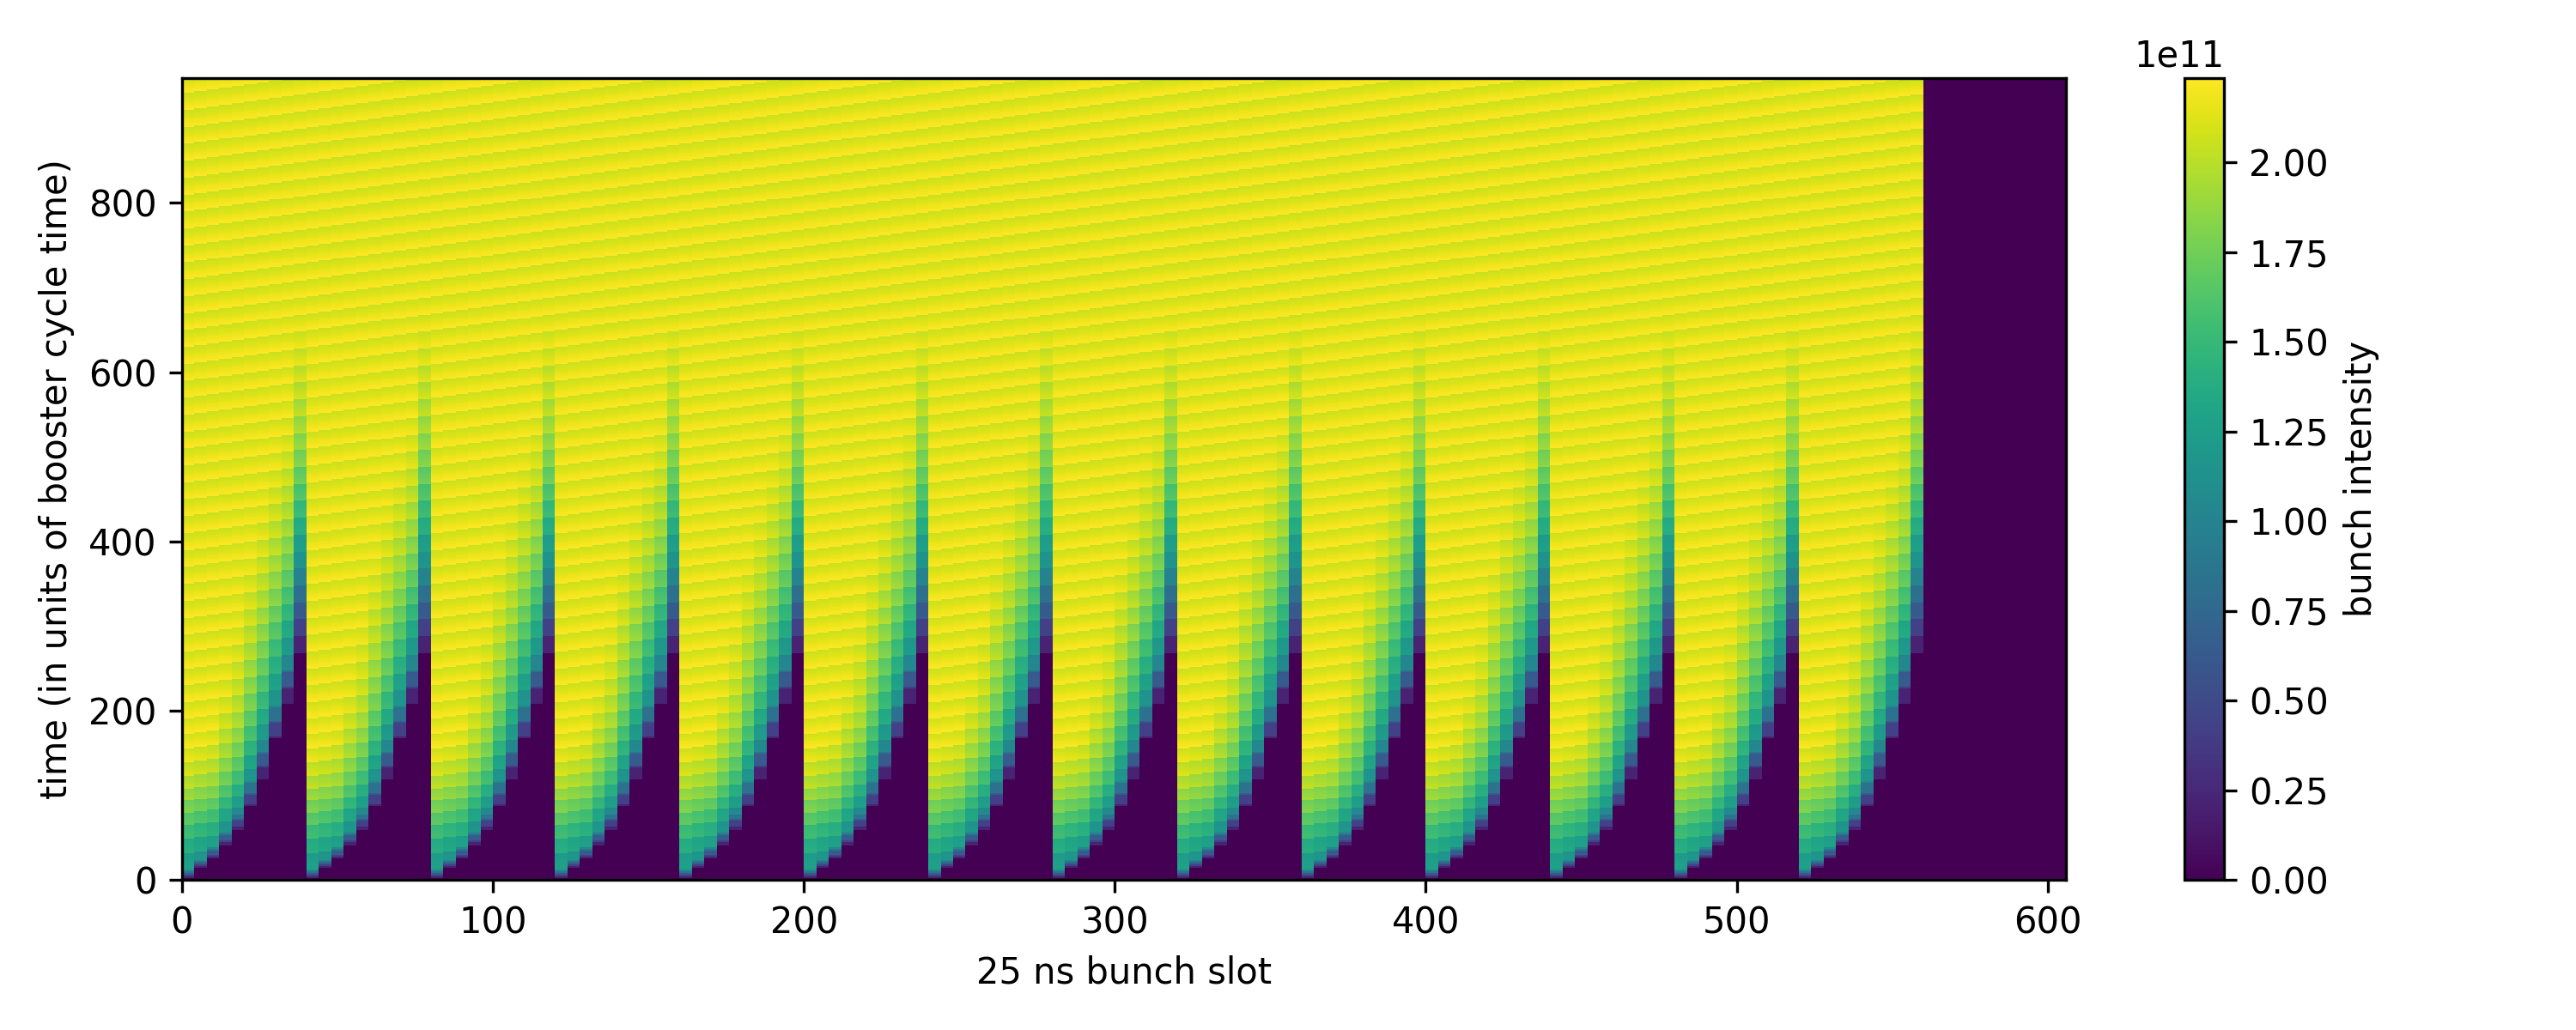 1e11
time (in units of booster cycle time)
800
600
400
200
0
0 100 200 300 400 500 600
25 ns bunch slot
2.00
1.75
1.50
1.25
1.00
0.75
0.50
0.25
0.00
bunch intensity